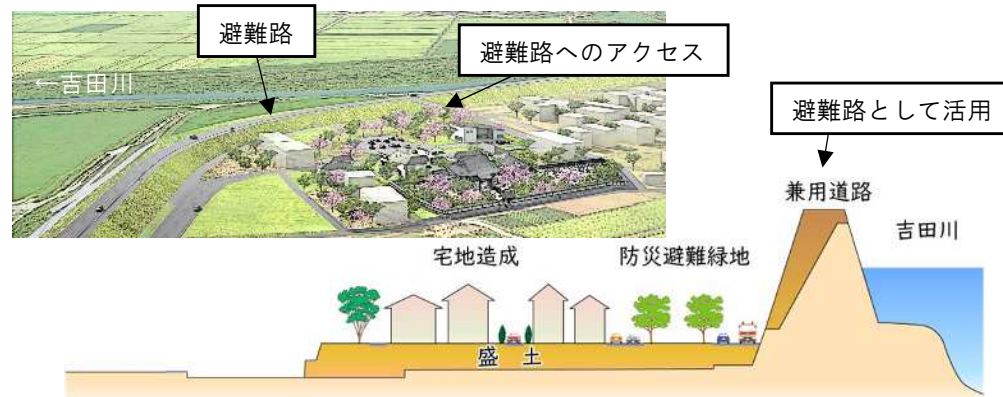 避難路
避難路へのアクセス
←吉田川
避難路として活用
兼用道路
吉田川
宅地造成
防災避難緑地
盛 土